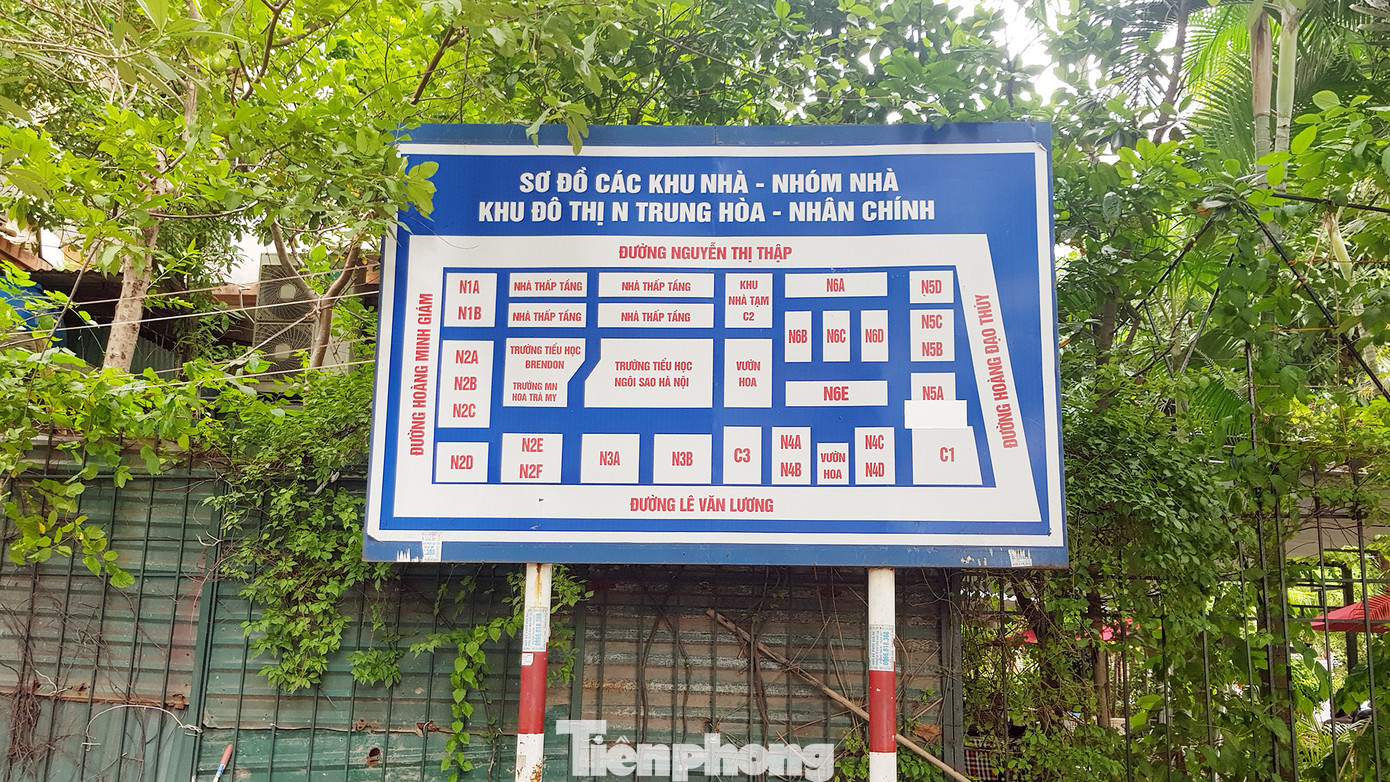 SƠ ĐỒ CÁC KHU NHÀ - NHÓM NHÀ
KHU ĐÔ THỊ N TRUNG HÒA - NHÂN CHÍNH
ĐƯỜNG NGUYỄN THỊ THẬP
ĐƯỜNG HOÀNG MINH GIÁM
N1A
N1B
NHÀ THẤP TẦNG
NHÀ THẤP TẦNG
NHÀ THẤP TẦNG
NHÀ THẤP TẦNG
KHU
NHÀ TẠM
C2
N6A
N5D
N6B
N6C
N6D
N5C
N5B
N2A
N2B
N2C
TRƯỜNG TIỂU HỌC
BRENDON
TRƯỜNG MN
HOA TRÀ MY
TRƯỜNG TIỂU HỌC
NGÔI SAO HÀ NỘI
VƯỜN
HOA
N6E
N5A
ĐƯỜNG HOÀNG ĐẠO THÚY
N2D
N2E
N2F
N3A
N3B
C3
N4A
N4B
VƯỜN
HOA
N4C
N4D
C1
ĐƯỜNG LÊ VĂN LƯƠNG
Tiênphong